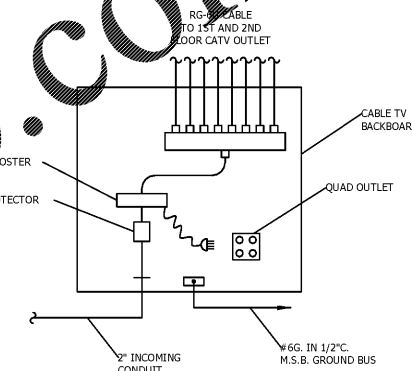 RG-6U CABLE
TO 1ST AND 2ND
FLOOR CATV OUTLET
CABLE TV
BACKBOAR
OSTER
QUAD OUTLET
TECTOR
#6G. IN 1/2"C.
M.S.B. GROUND BUS
2" INCOMING
CONDUIT